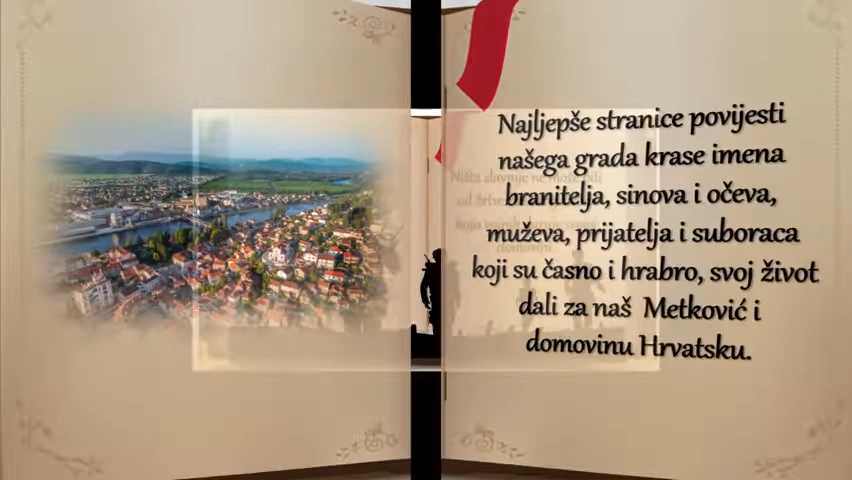 Najljepše stranice povijesti
našega grada krase imena
branitelja, sinova i očeva,
muževa, prijatelja i suboraca
koji su časno i hrabro, svoj život
dali za naš Metković i
domovinu Hrvatsku.